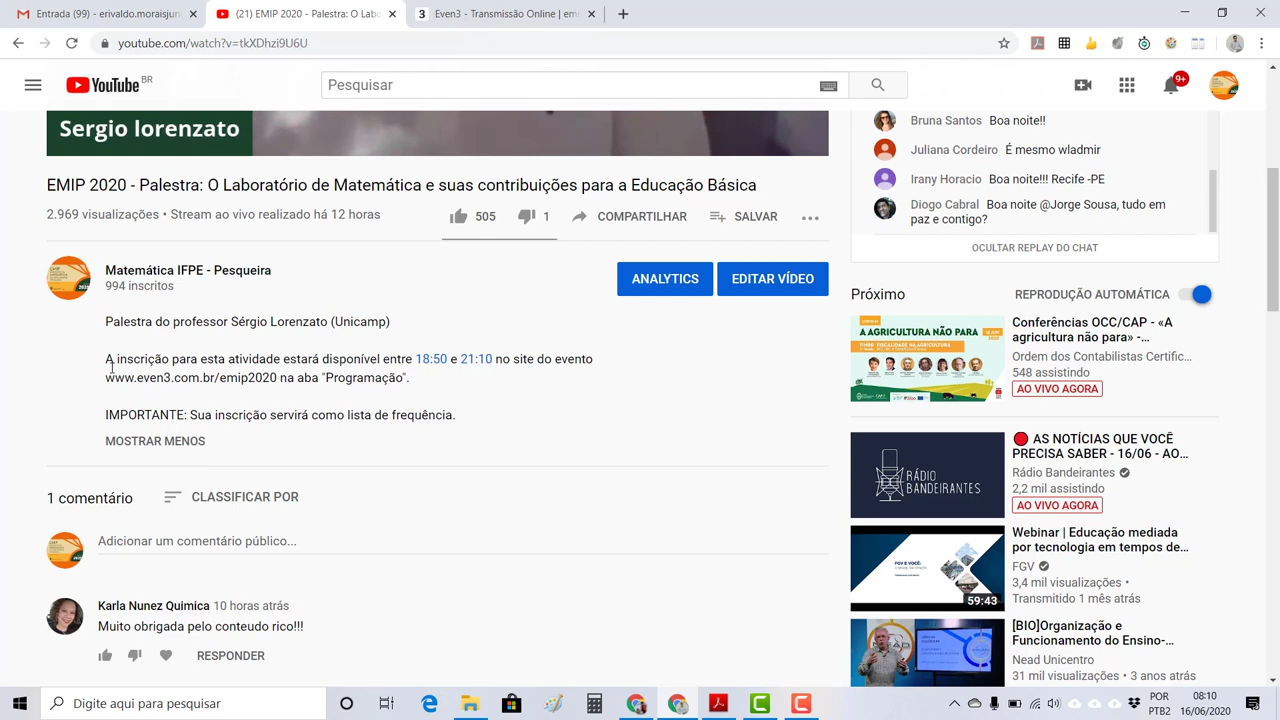 Entrada (99) - erivaldo.moraisjun
(21) EMIP 2020 - Palestra: O Labo
Even3 - Transmissão Online | em
youtube.com/watch?v=tkXDhzi9U6U
YouTube BR
Pesquisar
9+
Sergio lorenzato
EMIP 2020 - Palestra: O Laboratório de Matemática e suas contribuições para a Educação Básica
2.969 visualizações • Stream ao vivo realizado há 12 horas
505
1
COMPARTILHAR
SALVAR
Matemática IFPE - Pesqueira
994 inscritos
ANALYTICS
EDITAR VÍDEO
Palestra do professor Sérgio Lorenzato (Unicamp)
A inscrição nesta atividade estará disponível entre 18:50 e 21:10 no site do evento
www.even3.com.br/emip2020 na aba "Programação".
IMPORTANTE: Sua inscrição servirá como lista de frequência.
MOSTRAR MENOS
1 comentário
CLASSIFICAR POR
Adicionar um comentário público...
Karla Nunez Quimica 10 horas atrás
Muito obrigada pelo conteudo rico!!!
RESPONDER
Bruna Santos Boa noite!!
Juliana Cordeiro É mesmo wladmir
Irany Horacio Boa noite!!! Recife -PE
Diogo Cabral Boa noite @Jorge Sousa, tudo em
paz e contigo?
OCULTAR REPLAY DO CHAT
Próximo
REPRODUÇÃO AUTOMÁTICA
A AGRICULTURA NÃO PARA
Conferências OCC/CAP - «A
agricultura não para» -...
Ordem dos Contabilistas Certific...
548 assistindo
AO VIVO AGORA
RÁDIO
BANDEIRANTES
AS NOTÍCIAS QUE VOCÊ
PRECISA SABER - 16/06 - AO...
Rádio Bandeirantes
2,2 mil assistindo
AO VIVO AGORA
59:43
Webinar | Educação mediada
por tecnologia em tempos de...
FGV
3,4 mil visualizações •
Transmitido 1 mês atrás
[BIO]Organização e
Funcionamento do Ensino-...
Nead Unicentro
31 mil visualizações • 3 anos atrás
Digite aqui para pesquisar
POR
PTB2
08:10
16/06/2020